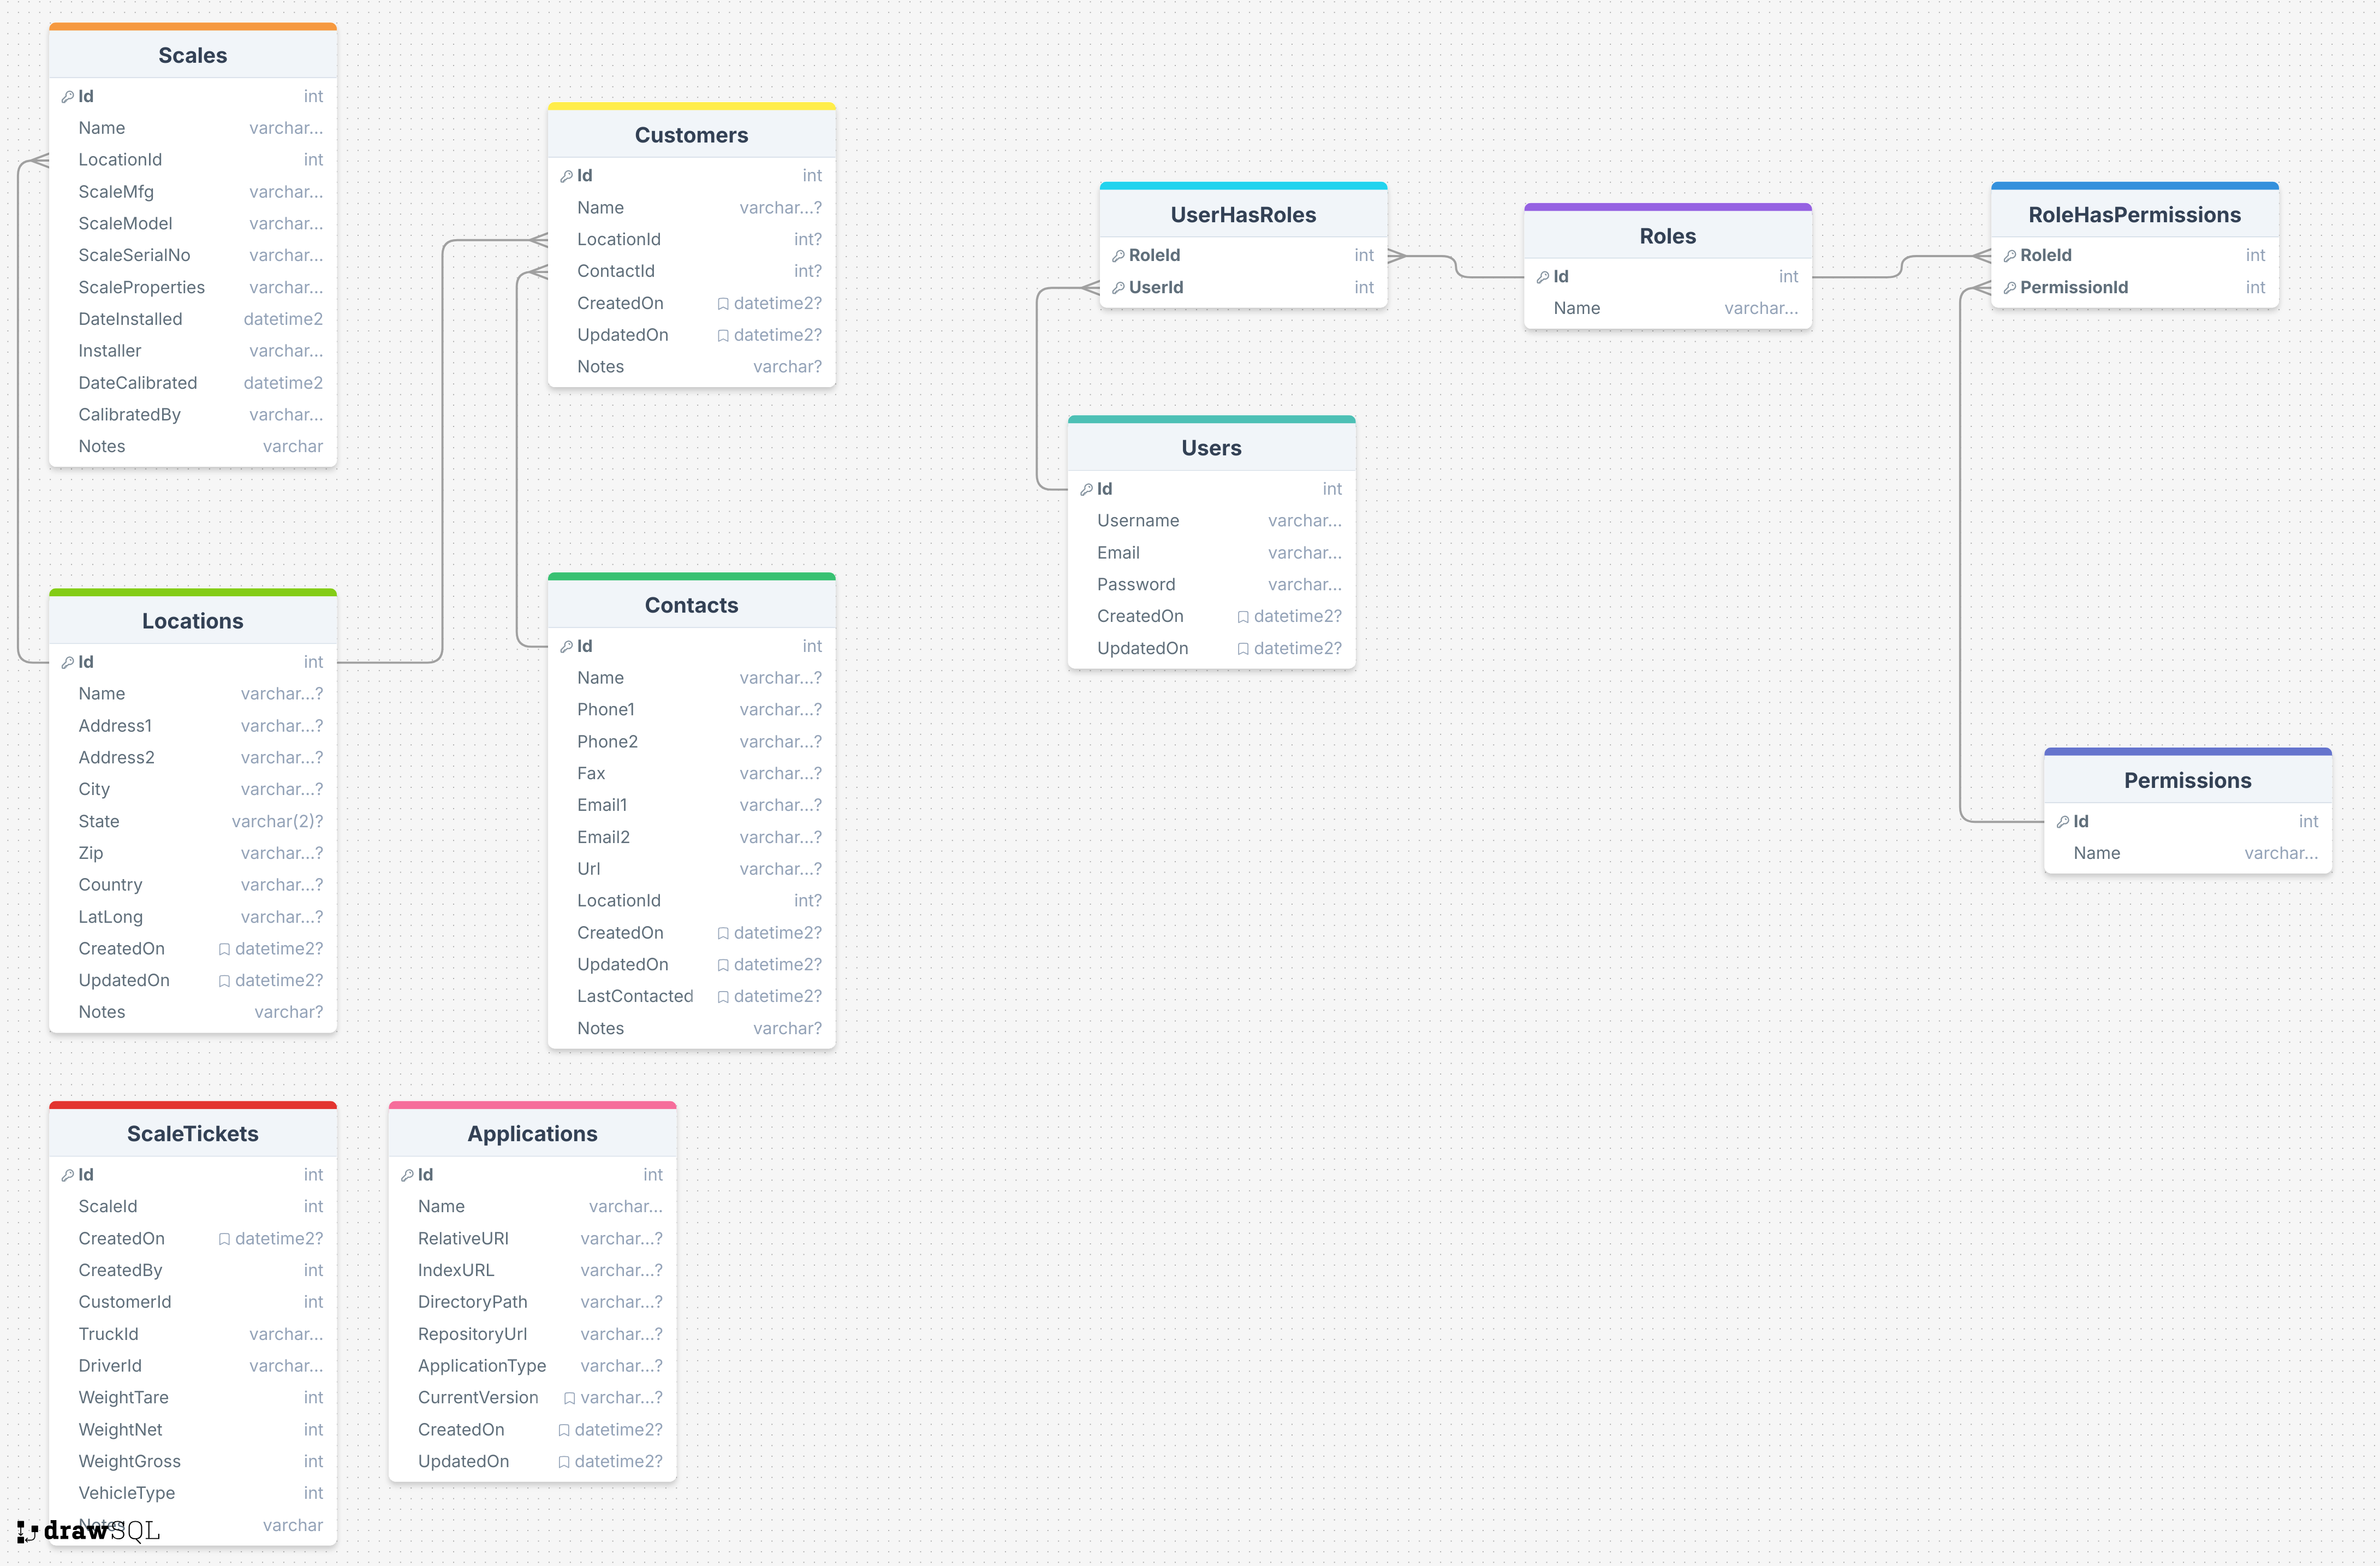 Scales
Id int
Name varchar...
LocationId int
ScaleMfg varchar...
ScaleModel varchar...
ScaleSerialNo varchar...
ScaleProperties varchar...
DateInstalled datetime2
Installer varchar...
DateCalibrated datetime2
CalibratedBy varchar...
Notes varchar
Customers
Id int
Name varchar...?
LocationId int?
ContactId int?
CreatedOn datetime2?
UpdatedOn datetime2?
Notes varchar?
UserHasRoles
RoleId int
UserId int
Roles
Id int
Name varchar...
RoleHasPermissions
RoleId int
PermissionId int
Users
Id int
Username varchar...
Email varchar...
Password varchar...
CreatedOn datetime2?
UpdatedOn datetime2?
Locations
Id int
Name varchar...?
Address1 varchar...?
Address2 varchar...?
City varchar...?
State varchar(2)?
Zip varchar...?
Country varchar...?
LatLong varchar...?
CreatedOn datetime2?
UpdatedOn datetime2?
Notes varchar?
Contacts
Id int
Name varchar...?
Phone1 varchar...?
Phone2 varchar...?
Fax varchar...?
Email1 varchar...?
Email2 varchar...?
Url varchar...?
LocationId int?
CreatedOn datetime2?
UpdatedOn datetime2?
LastContacted datetime2?
Notes varchar?
Permissions
Id int
Name varchar...
ScaleTickets
Id int
ScaleId int
CreatedOn datetime2?
CreatedBy int
CustomerId int
TruckId varchar...
DriverId varchar...
WeightTare int
WeightNet int
WeightGross int
VehicleType int
Notes varchar
Applications
Id int
Name varchar...
RelativeURI varchar...?
IndexURL varchar...?
DirectoryPath varchar...?
RepositoryUrl varchar...?
ApplicationType varchar...?
CurrentVersion varchar...?
CreatedOn datetime2?
UpdatedOn datetime2?
drawSQL